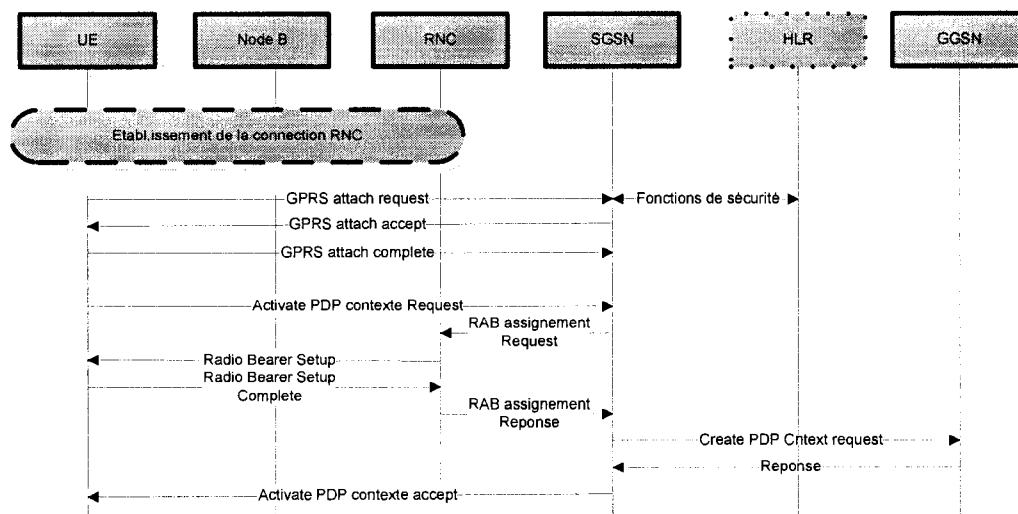 UE
Node B
RNC
SGSN
HLR
GGSN
Etabl.issement de la connection RNC
GPRS attach request
Fonctions de sécurité
GPRS attach accept
GPRS attach complete
Activate PDP contexte Request
RAB assignement
Request
Radio Bearer Setup
Radio Bearer Setup
Complete
RAB assignement
Reponse
Create PDP Cntext request
Reponse
Activate PDP contexte accept